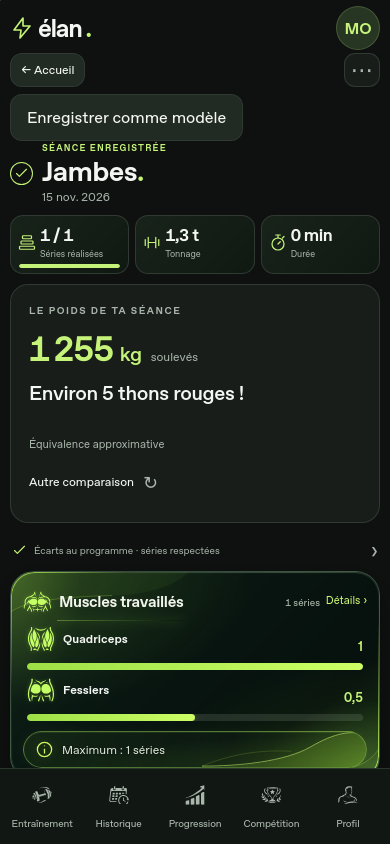 élan.
MO
← Accueil
...
Enregistrer comme modèle
SÉANCE ENREGISTRÉE
Jambes.
15 nov. 2026
1 / 1
Séries réalisées
1,3 t
Tonnage
0 min
Durée
LE POIDS DE TA SÉANCE
1 255 kg soulevés
Environ 5 thons rouges !
Équivalence approximative
Autre comparaison ↻
Écarts au programme · séries respectées ›
Muscles travaillés
1 séries Détails ›
Quadriceps
1
Fessiers
0,5
Maximum : 1 séries
Entraînement
Historique
Progression
Compétition
Profil